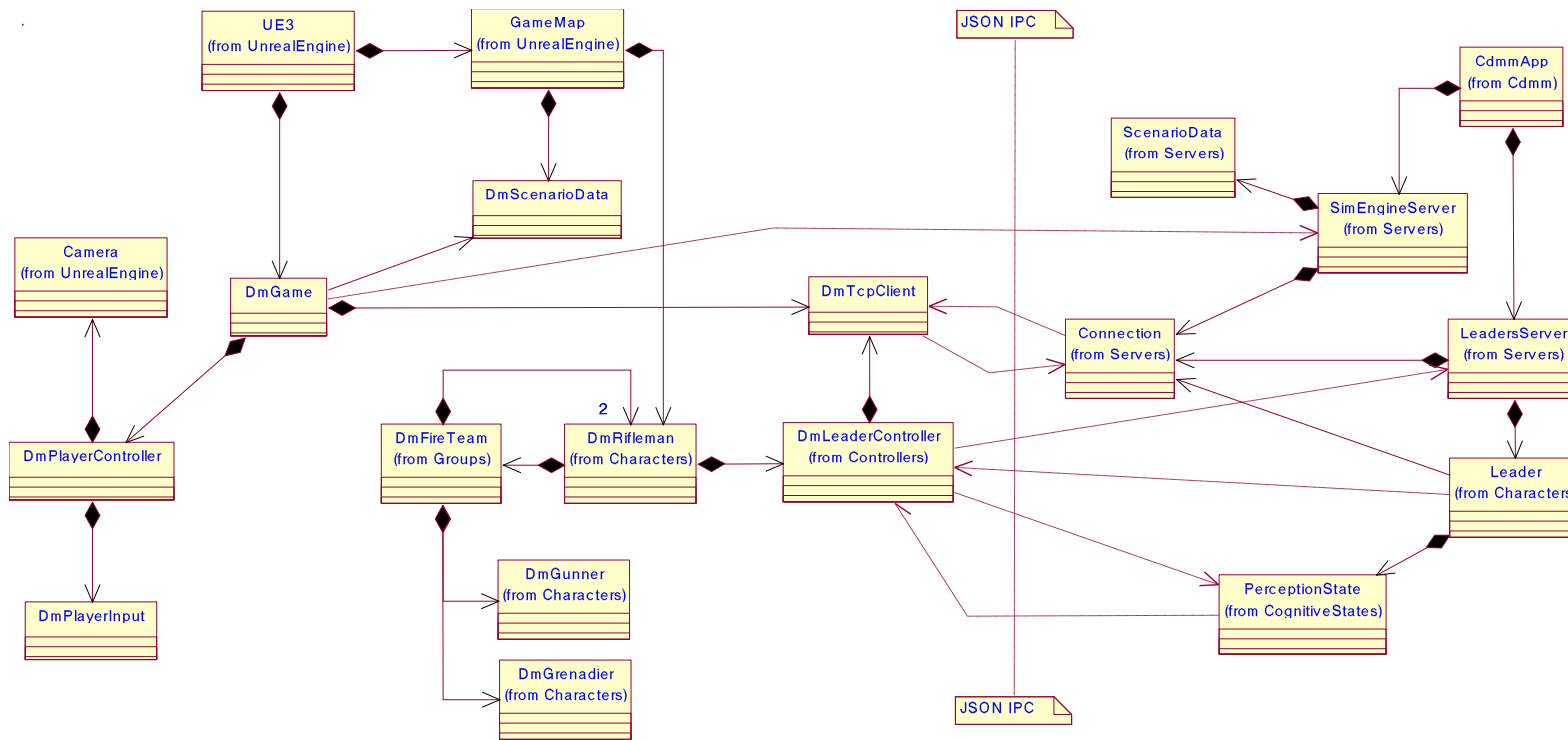 UE3
(from UnrealEngine)
GameMap
(from UnrealEngine)
JSON IPC
CdmmApp
(from Cdmm)
ScenarioData
(from Servers)
DmScenarioData
SimEngineServer
(from Servers)
Camera
(from UnrealEngine)
DmGame
DmTcpClient
Connection
(from Servers)
LeadersServer
(from Servers)
2
DmPlayerController
DmFireTeam
(from Groups)
DmRifleman
(from Characters)
DmLeaderController
(from Controllers)
Leader
(from Characters
DmGunner
(from Characters)
PerceptionState
(from CognitiveStates)
DmPlayerInput
DmGrenadier
(from Characters)
JSON IPC